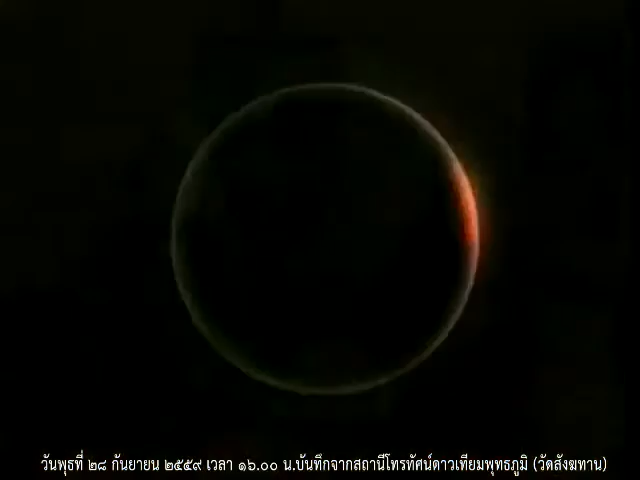 วันพุธที่ ๒๘ กันยายน ๒๕๕๙ เวลา ๑๖.๐๐ น.บันทึกจากสถานีโทรทัศน์ดาวเทียมพุทธภูมิ (วัดสังฆทาน)